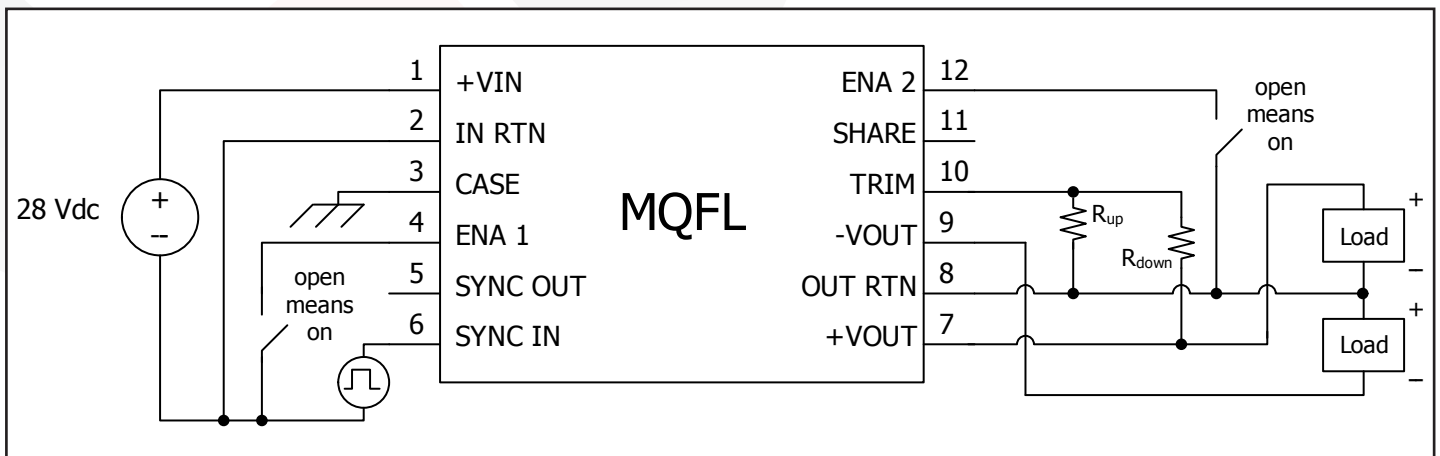 28 Vdc
+
--
1
+VIN
2
IN RTN
3
CASE
4
ENA 1
5
SYNC OUT
6
SYNC IN
open
means
on
MQFL
ENA 2
12
SHARE
11
TRIM
10
-VOUT
9
OUT RTN
8
+VOUT
7
Rup
Rdown
open
means
on
+
Load
–
+
Load
–